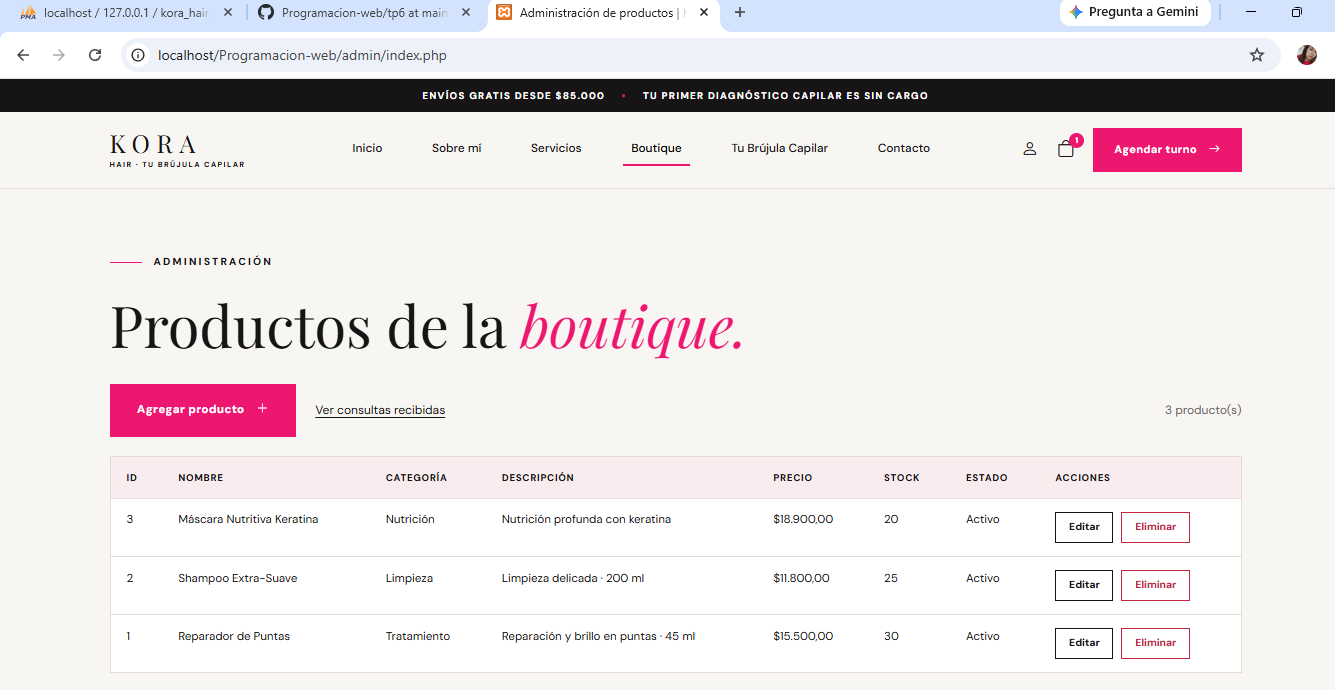 localhost / 127.0.0.1 / kora_hair
Programacion-web/tp6 at main
Administración de productos |
Pregunta a Gemini
localhost/Programacion-web/admin/index.php
ENVÍOS GRATIS DESDE $85.000 • TU PRIMER DIAGNÓSTICO CAPILAR ES SIN CARGO
KORA
HAIR · TU BRÚJULA CAPILAR
Inicio Sobre mí Servicios Boutique Tu Brújula Capilar Contacto 1 Agendar turno →
ADMINISTRACIÓN
Productos de la boutique.
Agregar producto + Ver consultas recibidas 3 producto(s)
ID NOMBRE CATEGORÍA DESCRIPCIÓN PRECIO STOCK ESTADO ACCIONES
3 Máscara Nutritiva Keratina Nutrición Nutrición profunda con keratina $18.900,00 20 Activo Editar Eliminar
2 Shampoo Extra-Suave Limpieza Limpieza delicada · 200 ml $11.800,00 25 Activo Editar Eliminar
1 Reparador de Puntas Tratamiento Reparación y brillo en puntas · 45 ml $15.500,00 30 Activo Editar Eliminar